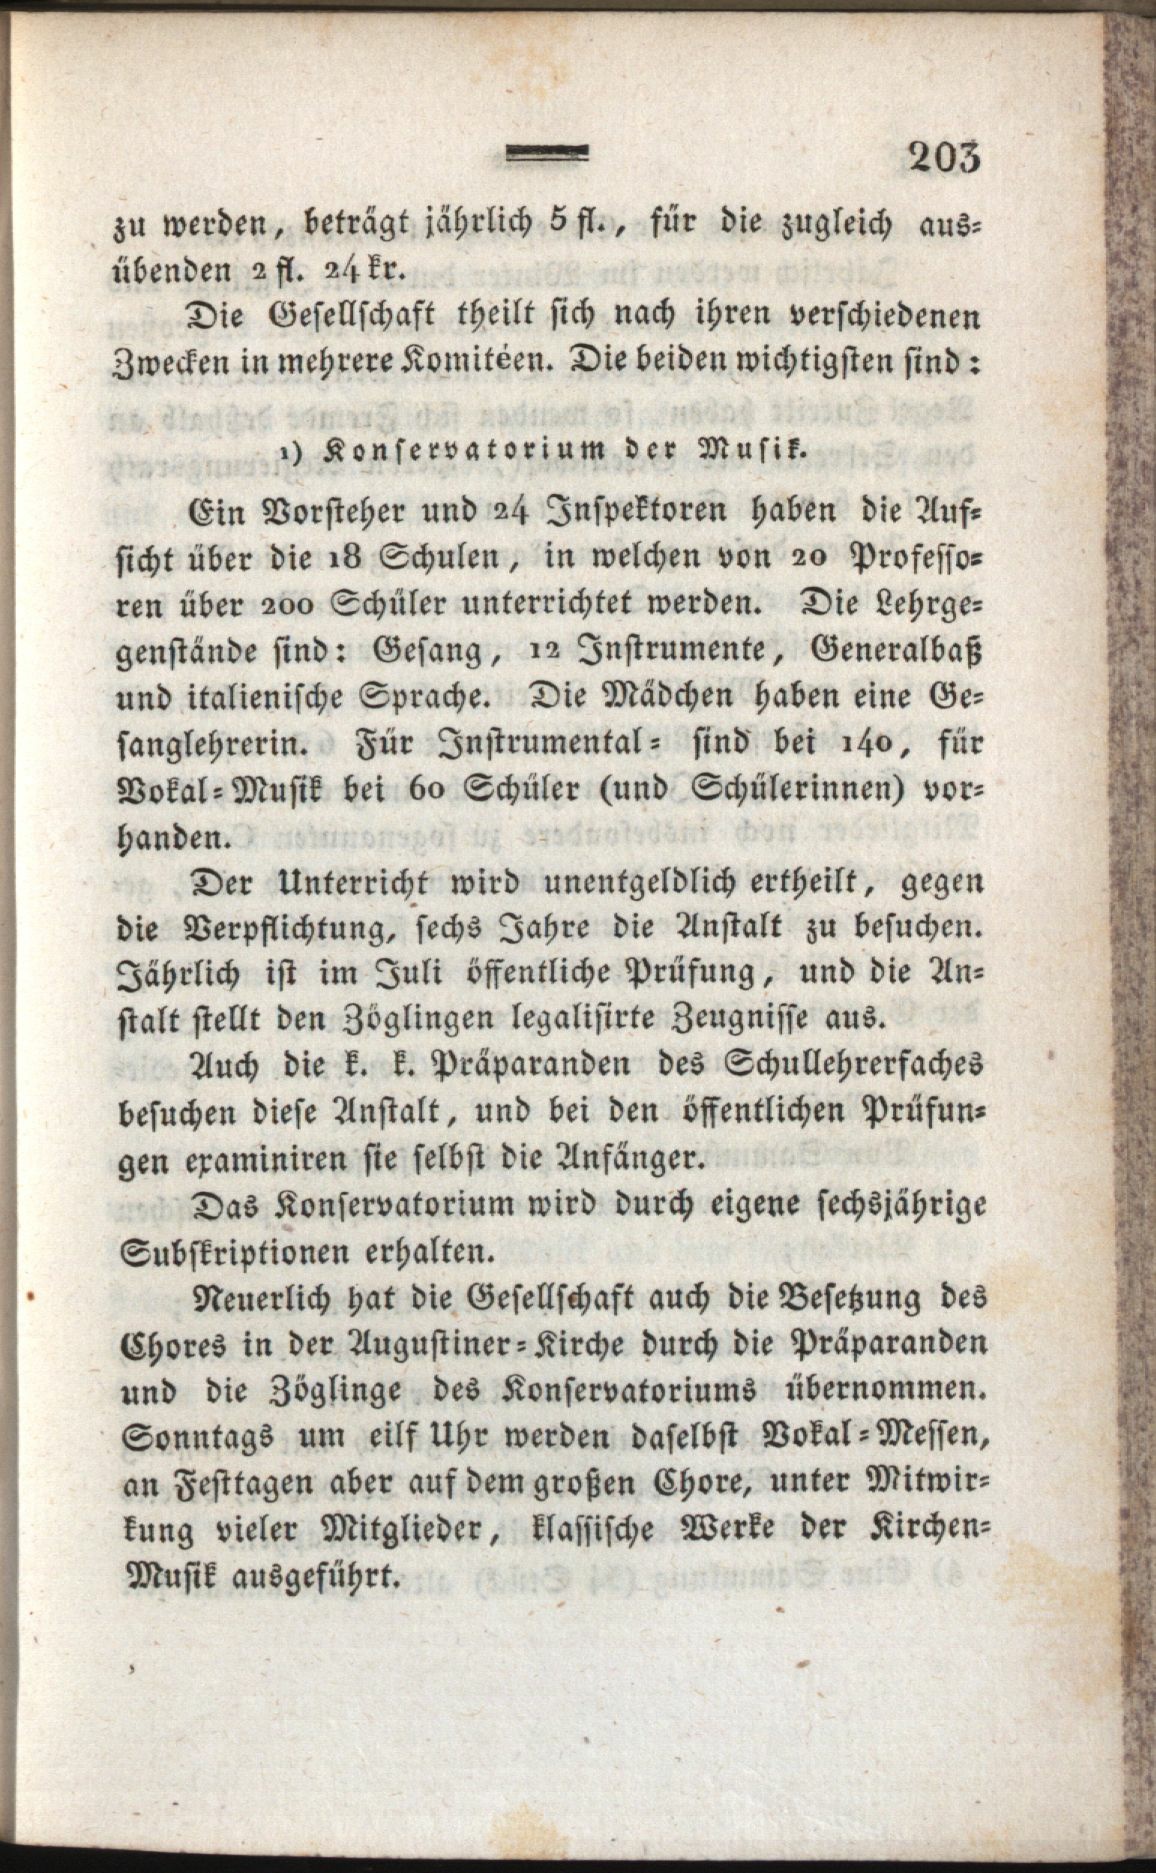 203
zu werden, beträgt jährlich 5 fl., für die zugleich aus-
übenden 2 fl. 24 kr.
Die Gesellschaft theilt sich nach ihren verschiedenen
Zwecken in mehrere Komitéen. Die beiden wichtigsten sind:
1) Konservatorium der Musik.
Ein Vorsteher und 24 Inspektoren haben die Auf-
sicht über die 18 Schulen, in welchen von 20 Professo-
ren über 200 Schüler unterrichtet werden. Die Lehrge-
genstände sind: Gesang, 12 Instrumente, Generalbaß
und italienische Sprache. Die Mädchen haben eine Ge-
sanglehrerin. Für Instrumental- sind bei 140, für
Vokal-Musik bei 60 Schüler (und Schülerinnen) vor-
handen.
Der Unterricht wird unentgeldlich ertheilt, gegen
die Verpflichtung, sechs Jahre die Anstalt zu besuchen.
Jährlich ist im Juli öffentliche Prüfung, und die An-
stalt stellt den Zöglingen legalisirte Zeugnisse aus.
Auch die k. k. Präparanden des Schullehrerfaches
besuchen diese Anstalt, und bei den öffentlichen Prüfun-
gen examiniren sie selbst die Anfänger.
Das Konservatorium wird durch eigene sechsjährige
Subskriptionen erhalten.
Neuerlich hat die Gesellschaft auch die Besetzung des
Chores in der Augustiner-Kirche durch die Präparanden
und die Zöglinge des Konservatoriums übernommen.
Sonntags um eilf Uhr werden daselbst Vokal-Messen,
an Festtagen aber auf dem großen Chore, unter Mitwir-
kung vieler Mitglieder, klassische Werke der Kirchen-
Musik ausgeführt.